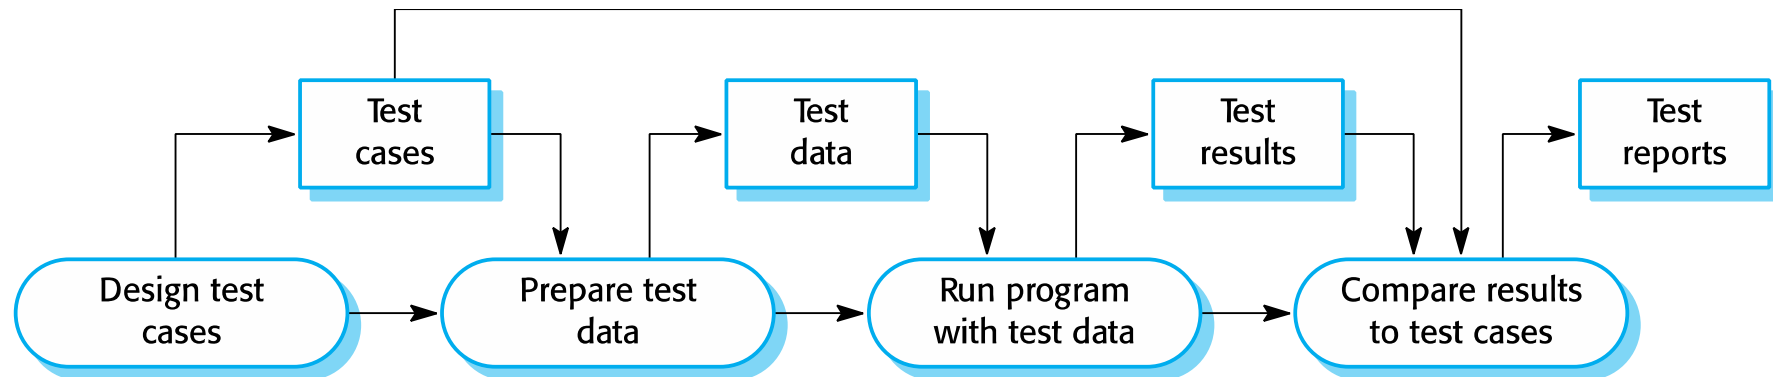 Test
cases
Test
data
Test
results
Test
reports
Design test
cases
Prepare test
data
Run program
with test data
Compare results
to test cases